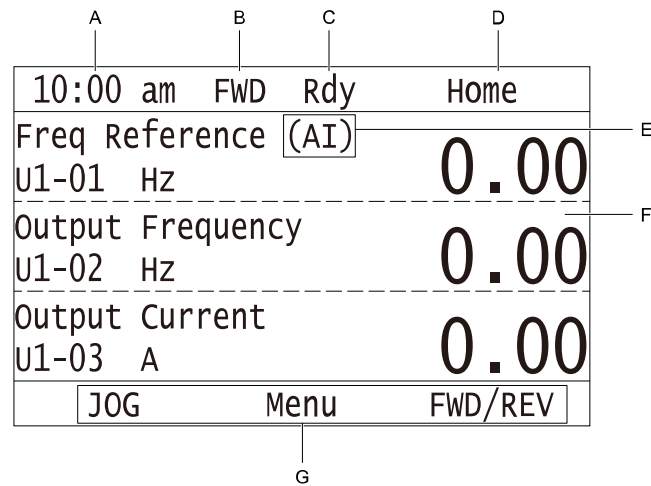 A B C D
10:00 am FWD Rdy Home
Freq Reference (AI) E
U1-01 Hz 0.00
F
Output Frequency
U1-02 Hz 0.00
Output Current
U1-03 A 0.00
JOG Menu FWD/REV
G